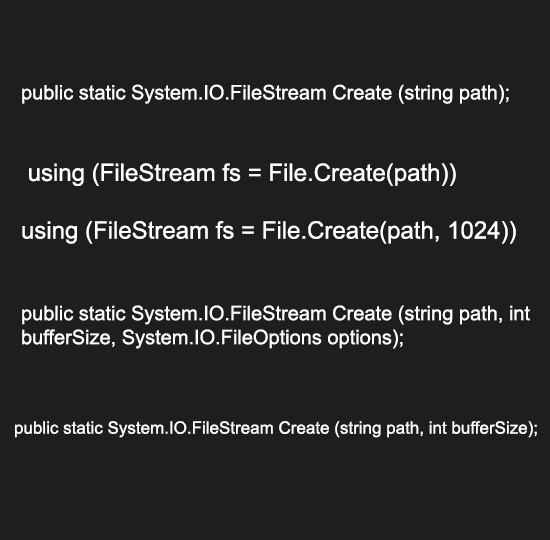 public static System.IO.FileStream Create (string path);
using (FileStream fs = File.Create(path))
using (FileStream fs = File.Create(path, 1024))
public static System.IO.FileStream Create (string path, int
bufferSize, System.IO.FileOptions options);
public static System.IO.FileStream Create (string path, int bufferSize);